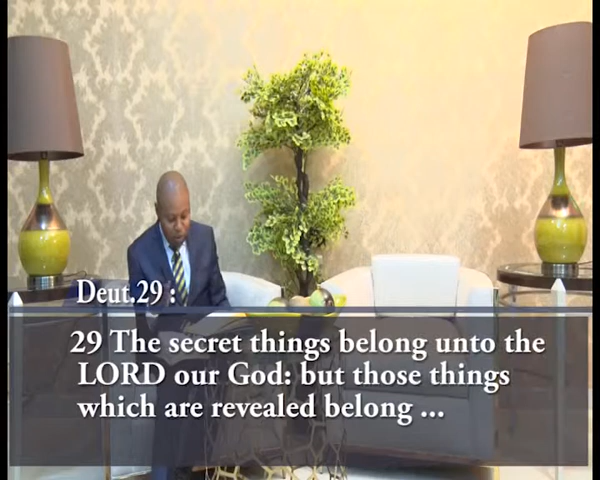 Deut.29 :
29 The secret things belong unto the
LORD our God: but those things
which are revealed belong ...